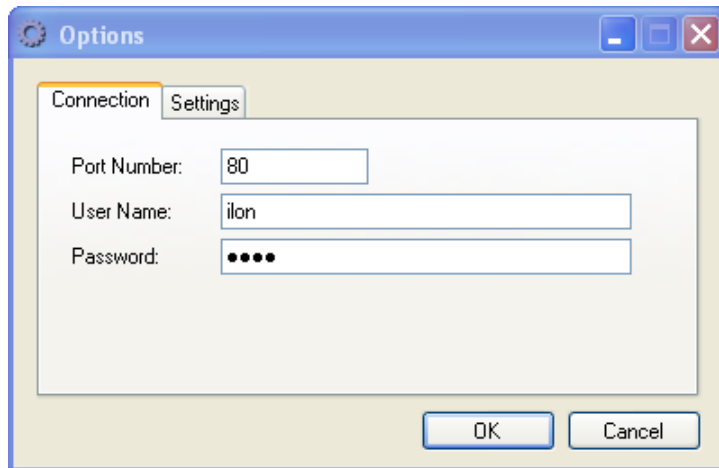 Options
Connection Settings
Port Number: 80
User Name: ilon
Password: ●●●●
OK Cancel